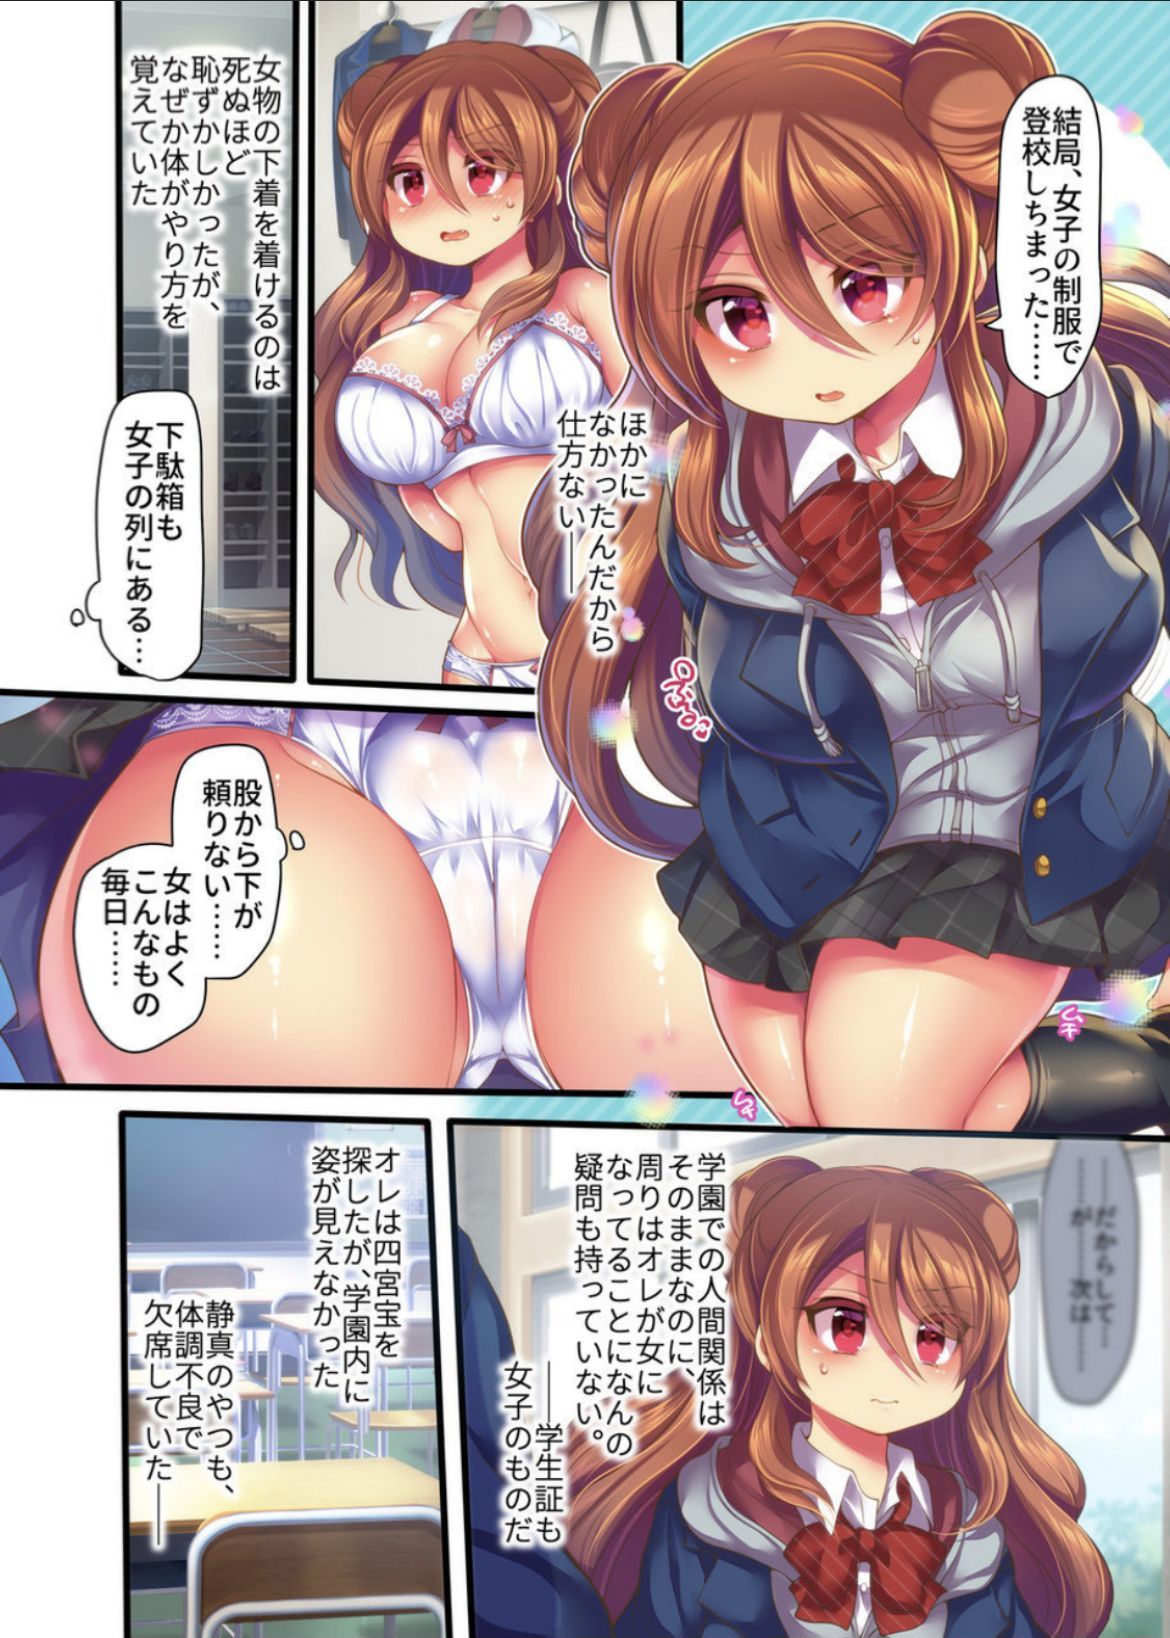 結局、女子の制服で
登校しちまった……
ほかに
なかったんだから
仕方ない――
女物の下着を着けるのは
死ぬほど
恥ずかしかったが、
なぜか体がやり方を
覚えていた
下駄箱も
女子の列にある…
股から下が
頼りない……
女はよく
こんなもの
毎日……
ムチ
ムチ
――だからして…
が………次は………
学園での人間関係は
そのままなのに、
周りはオレが女に
なってることになんの
疑問も持っていない。
――学生証も
女子のものだ
オレは四宮宝を
探したが、学園内に
姿が見えなかった
静真のやつも、
体調不良で
欠席していた――